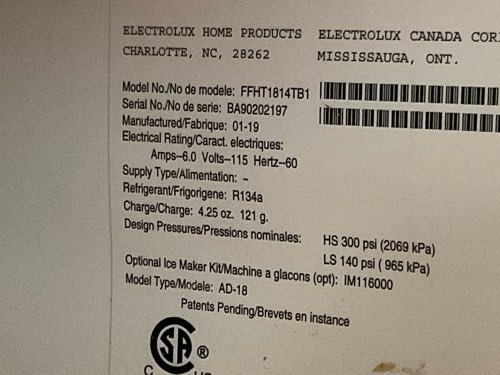 ELECTROLUX HOME PRODUCTS ELECTROLUX CANADA
CHARLOTTE, NC, 28262 MISSISSAUGA, ONT.
Model No./No de modele: FFHT1814TB1
Serial No./No de serie: BA90202197
Manufactured/Fabrique: 01-19
Electrical Rating/Caract. electriques:
Amps–6.0 Volts–115 Hertz–60
Supply Type/Alimentation: ~
Refrigerant/Frigorigene: R134a
Charge/Charge: 4.25 oz. 121 g.
Design Pressures/Pressions nominales: HS 300 psi (2069 kPa)
LS 140 psi ( 965 kPa)
Optional Ice Maker Kit/Machine a glacons (opt): IM116000
Model Type/Modele: AD-18
Patents Pending/Brevets en instance
SA ®